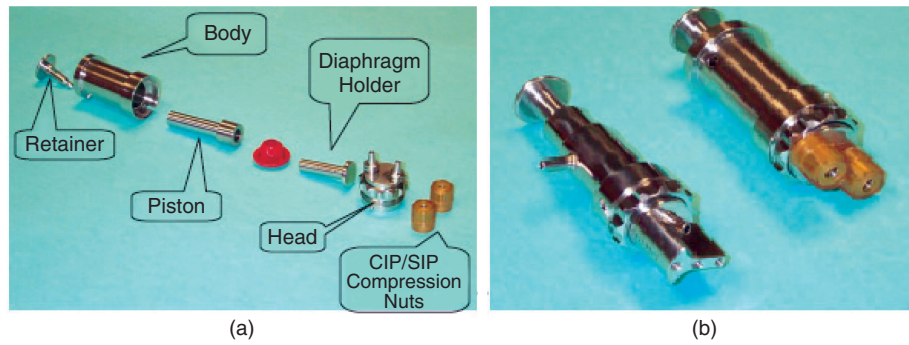 Body
Diaphragm
Holder
Retainer
Piston
Head
CIP/SIP
Compression
Nuts
(a)
(b)